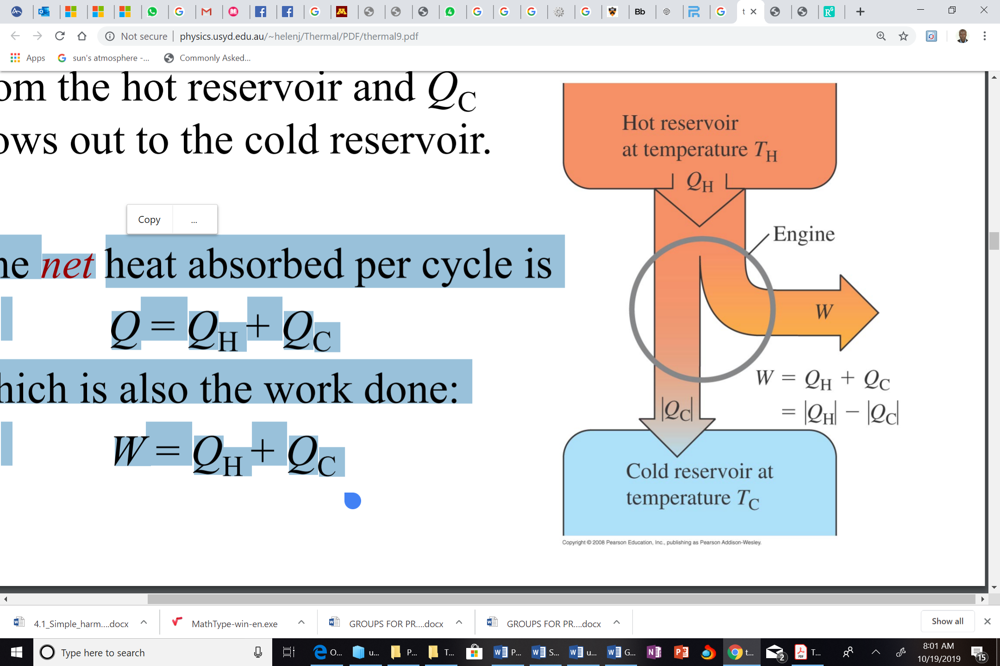 t
Bb
Not secure
physics.usyd.edu.au/~helenj/Thermal/PDF/thermal9.pdf
Apps
sun's atmosphere -...
Commonly Asked...
om the hot reservoir and QC
ows out to the cold reservoir.
Copy
...
he net heat absorbed per cycle is
Q = QH + QC
hich is also the work done:
W = QH + QC
Hot reservoir
at temperature TH
QH
Engine
W
W = QH + QC
= |QH| − |QC|
|QC|
Cold reservoir at
temperature TC
Copyright © 2008 Pearson Education, Inc., publishing as Pearson Addison-Wesley.
4.1_Simple_harm....docx
MathType-win-en.exe
GROUPS FOR PR....docx
GROUPS FOR PR....docx
Show all
Type here to search
O...
u...
P...
T...
P...
S...
u...
G...
t...
2
T...
8:01 AM
10/19/2019
15